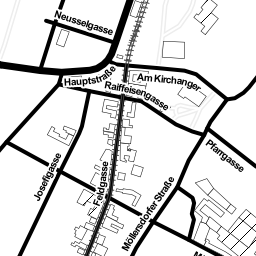 Neusselgasse
Hauptstraße
Am Kirchanger
Raiffeisengasse
Pfarrgasse
Josefigasse
Feldgasse
Möllersdorfer Straße